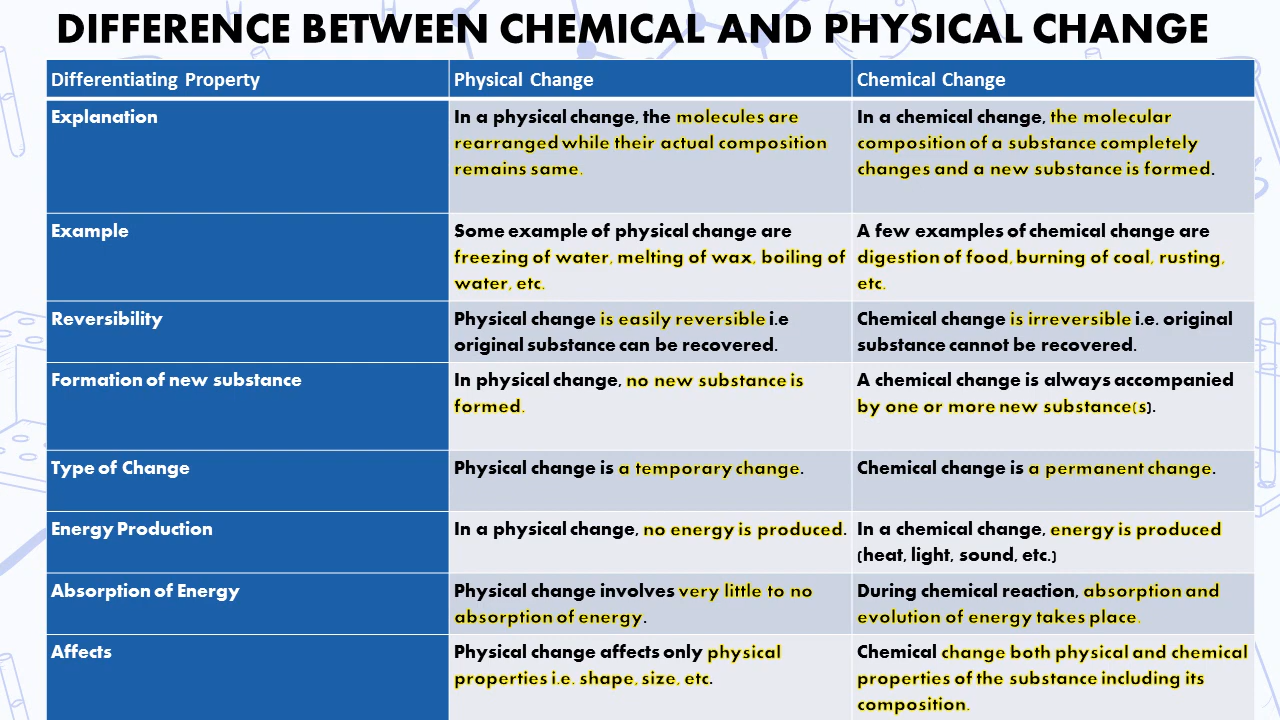 DIFFERENCE BETWEEN CHEMICAL AND PHYSICAL CHANGE
Differentiating Property
Physical Change
Chemical Change
Explanation
In a physical change, the molecules are
rearranged while their actual composition
remains same.
In a chemical change, the molecular
composition of a substance completely
changes and a new substance is formed.
Example
Some example of physical change are
freezing of water, melting of wax, boiling of
water, etc.
A few examples of chemical change are
digestion of food, burning of coal, rusting,
etc.
Reversibility
Physical change is easily reversible i.e
original substance can be recovered.
Chemical change is irreversible i.e. original
substance cannot be recovered.
Formation of new substance
In physical change, no new substance is
formed.
A chemical change is always accompanied
by one or more new substance(s).
Type of Change
Physical change is a temporary change.
Chemical change is a permanent change.
Energy Production
In a physical change, no energy is produced.
In a chemical change, energy is produced
(heat, light, sound, etc.)
Absorption of Energy
Physical change involves very little to no
absorption of energy.
During chemical reaction, absorption and
evolution of energy takes place.
Affects
Physical change affects only physical
properties i.e. shape, size, etc.
Chemical change both physical and chemical
properties of the substance including its
composition.